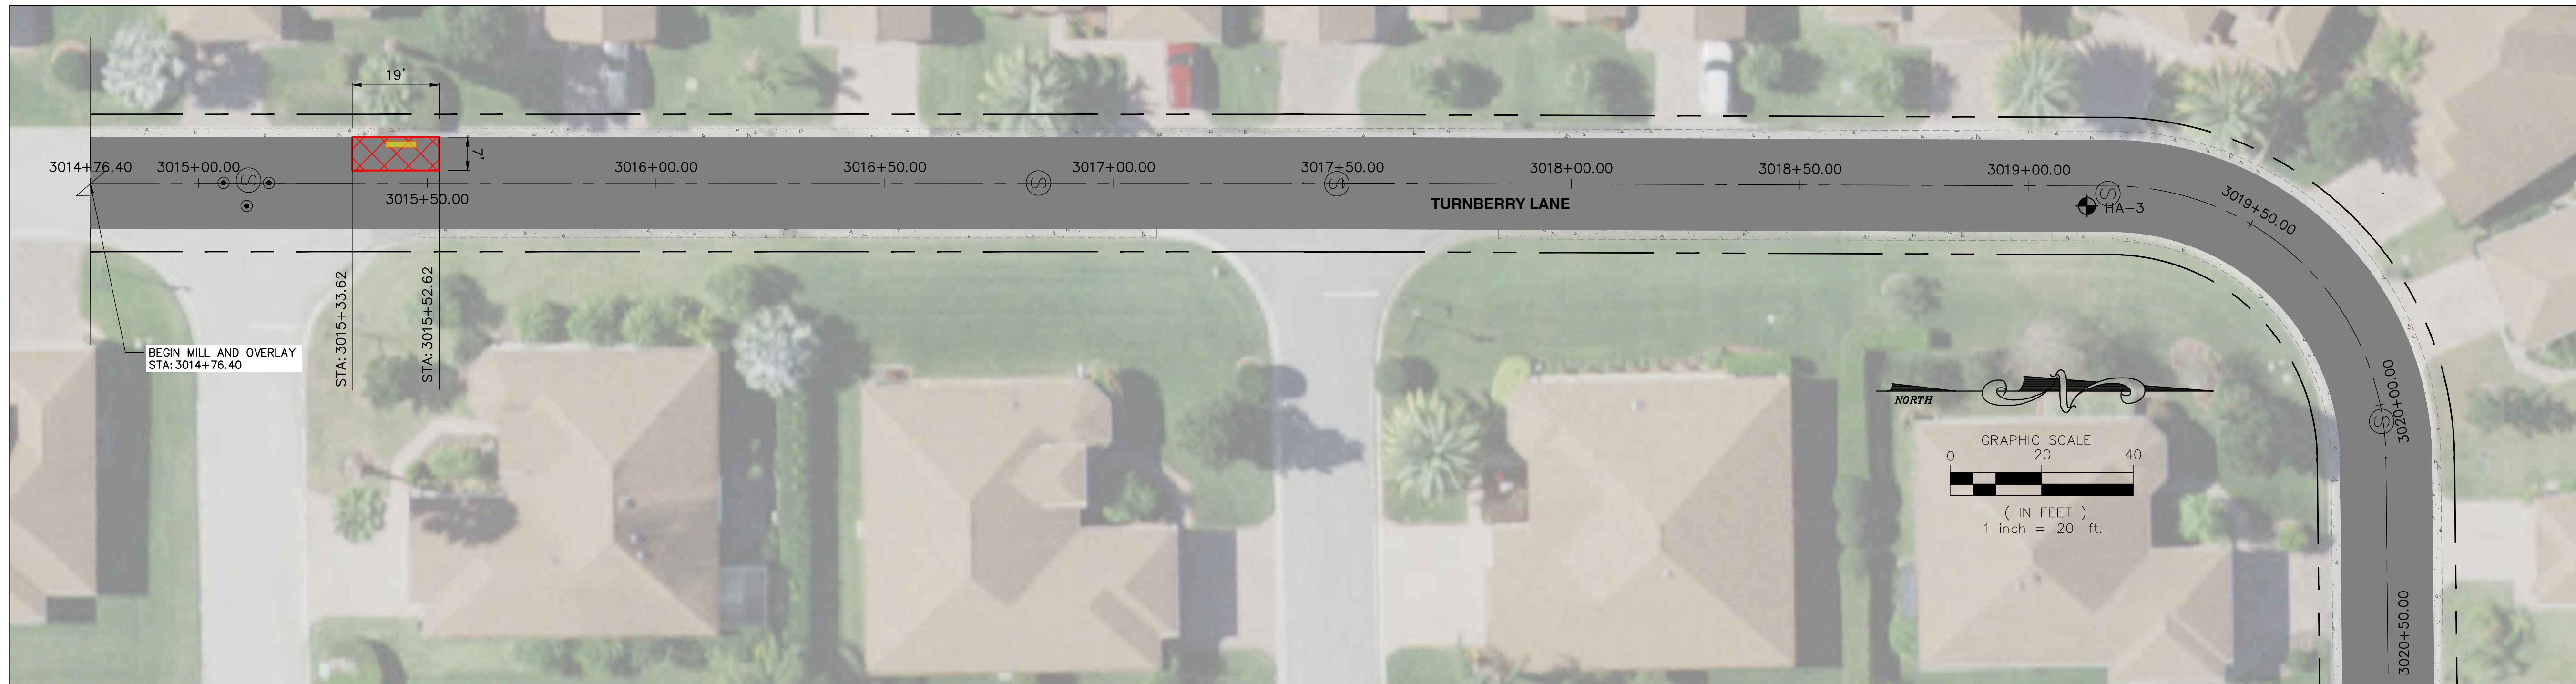 19'
7'
3014+76.40
3015+00.00
3015+50.00
3016+00.00
3016+50.00
3017+00.00
3017+50.00
3018+00.00
3018+50.00
3019+00.00
3019+50.00
3020+00.00
3020+50.00
S
S
S
S
S
TURNBERRY LANE
HA-3
STA: 3015+33.62
STA: 3015+52.62
BEGIN MILL AND OVERLAY
STA: 3014+76.40
NORTH
GRAPHIC SCALE
0 20 40
( IN FEET )
1 inch = 20 ft.